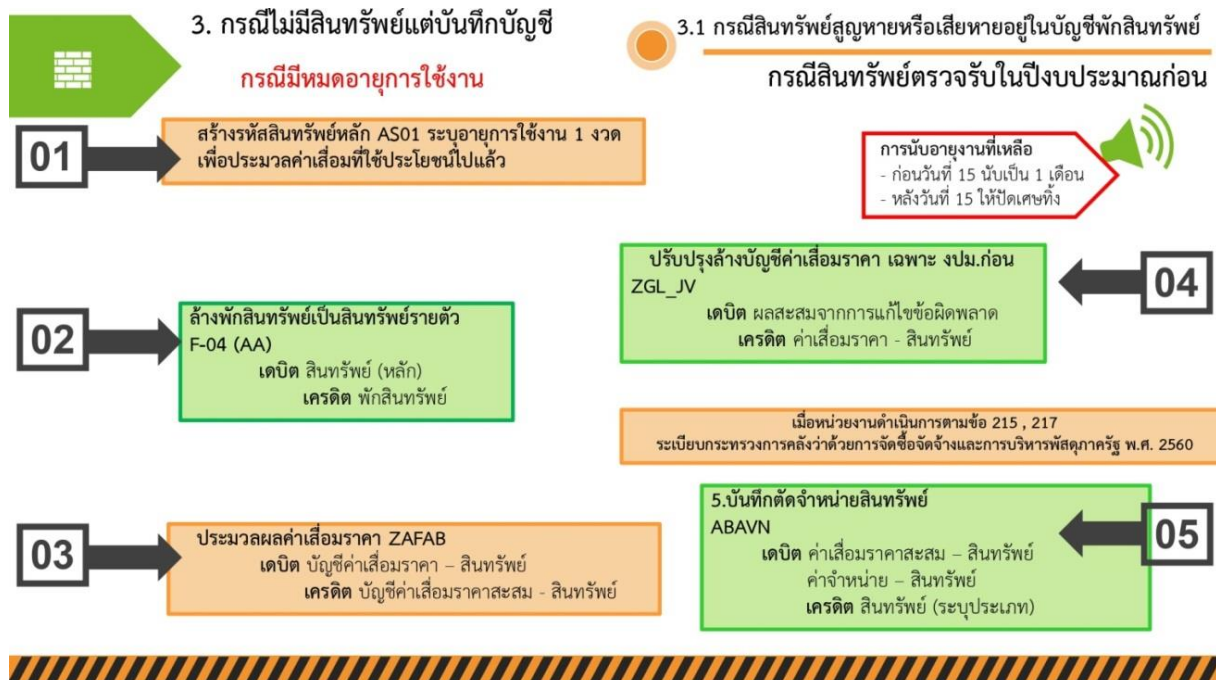 3. กรณีไม่มีสินทรัพย์แต่บันทึกบัญชี
กรณีมีหมดอายุการใช้งาน
3.1 กรณีสินทรัพย์สูญหายหรือเสียหายอยู่ในบัญชีพักสินทรัพย์
กรณีสินทรัพย์ตรวจรับในปีงบประมาณก่อน
01
สร้างรหัสสินทรัพย์หลัก AS01 ระบุอายุการใช้งาน 1 งวด
เพื่อประมวลค่าเสื่อมที่ใช้ประโยชน์ไปแล้ว
การนับอายุงานที่เหลือ
- ก่อนวันที่ 15 นับเป็น 1 เดือน
- หลังวันที่ 15 ให้ปัดเศษทิ้ง
02
ล้างพักสินทรัพย์เป็นสินทรัพย์รายตัว
F-04 (AA)
เดบิต สินทรัพย์ (หลัก)
เครดิต พักสินทรัพย์
03
ประมวลผลค่าเสื่อมราคา ZAFAB
เดบิต บัญชีค่าเสื่อมราคา – สินทรัพย์
เครดิต บัญชีค่าเสื่อมราคาสะสม - สินทรัพย์
ปรับปรุงล้างบัญชีค่าเสื่อมราคา เฉพาะ งปม.ก่อน
ZGL_JV
เดบิต ผลสะสมจากการแก้ไขข้อผิดพลาด
เครดิต ค่าเสื่อมราคา - สินทรัพย์
04
เมื่อหน่วยงานดำเนินการตามข้อ 215 , 217
ระเบียบกระทรวงการคลังว่าด้วยการจัดซื้อจัดจ้างและการบริหารพัสดุภาครัฐ พ.ศ. 2560
5.บันทึกตัดจำหน่ายสินทรัพย์
ABAVN
เดบิต ค่าเสื่อมราคาสะสม – สินทรัพย์
ค่าจำหน่าย – สินทรัพย์
เครดิต สินทรัพย์ (ระบุประเภท)
05